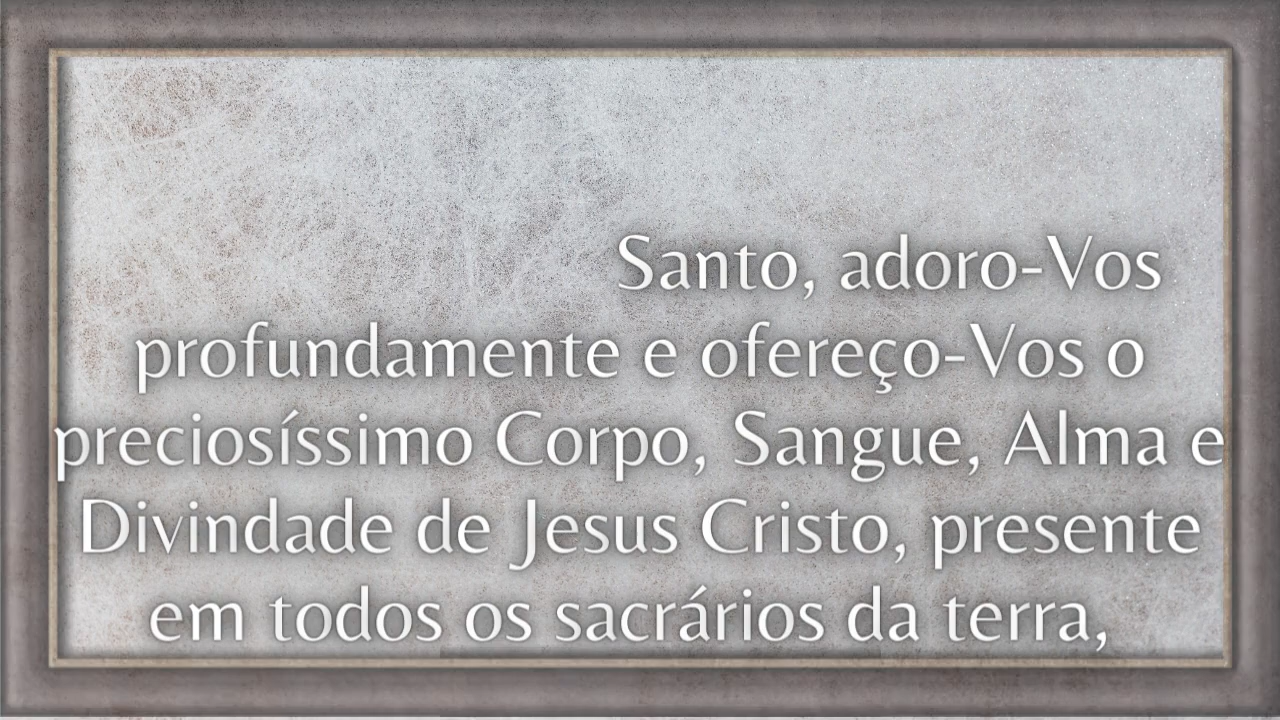 Santo, adoro-Vos
profundamente e ofereço-Vos o
preciosíssimo Corpo, Sangue, Alma e
Divindade de Jesus Cristo, presente
em todos os sacrários da terra,